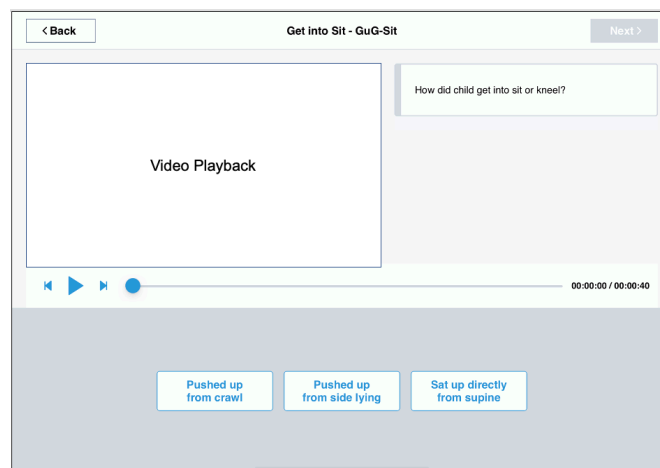 < Back
Get into Sit - GuG-Sit
Next >
Video Playback
How did child get into sit or kneel?
00:00:00 / 00:00:40
Pushed up
from crawl
Pushed up
from side lying
Sat up directly
from supine